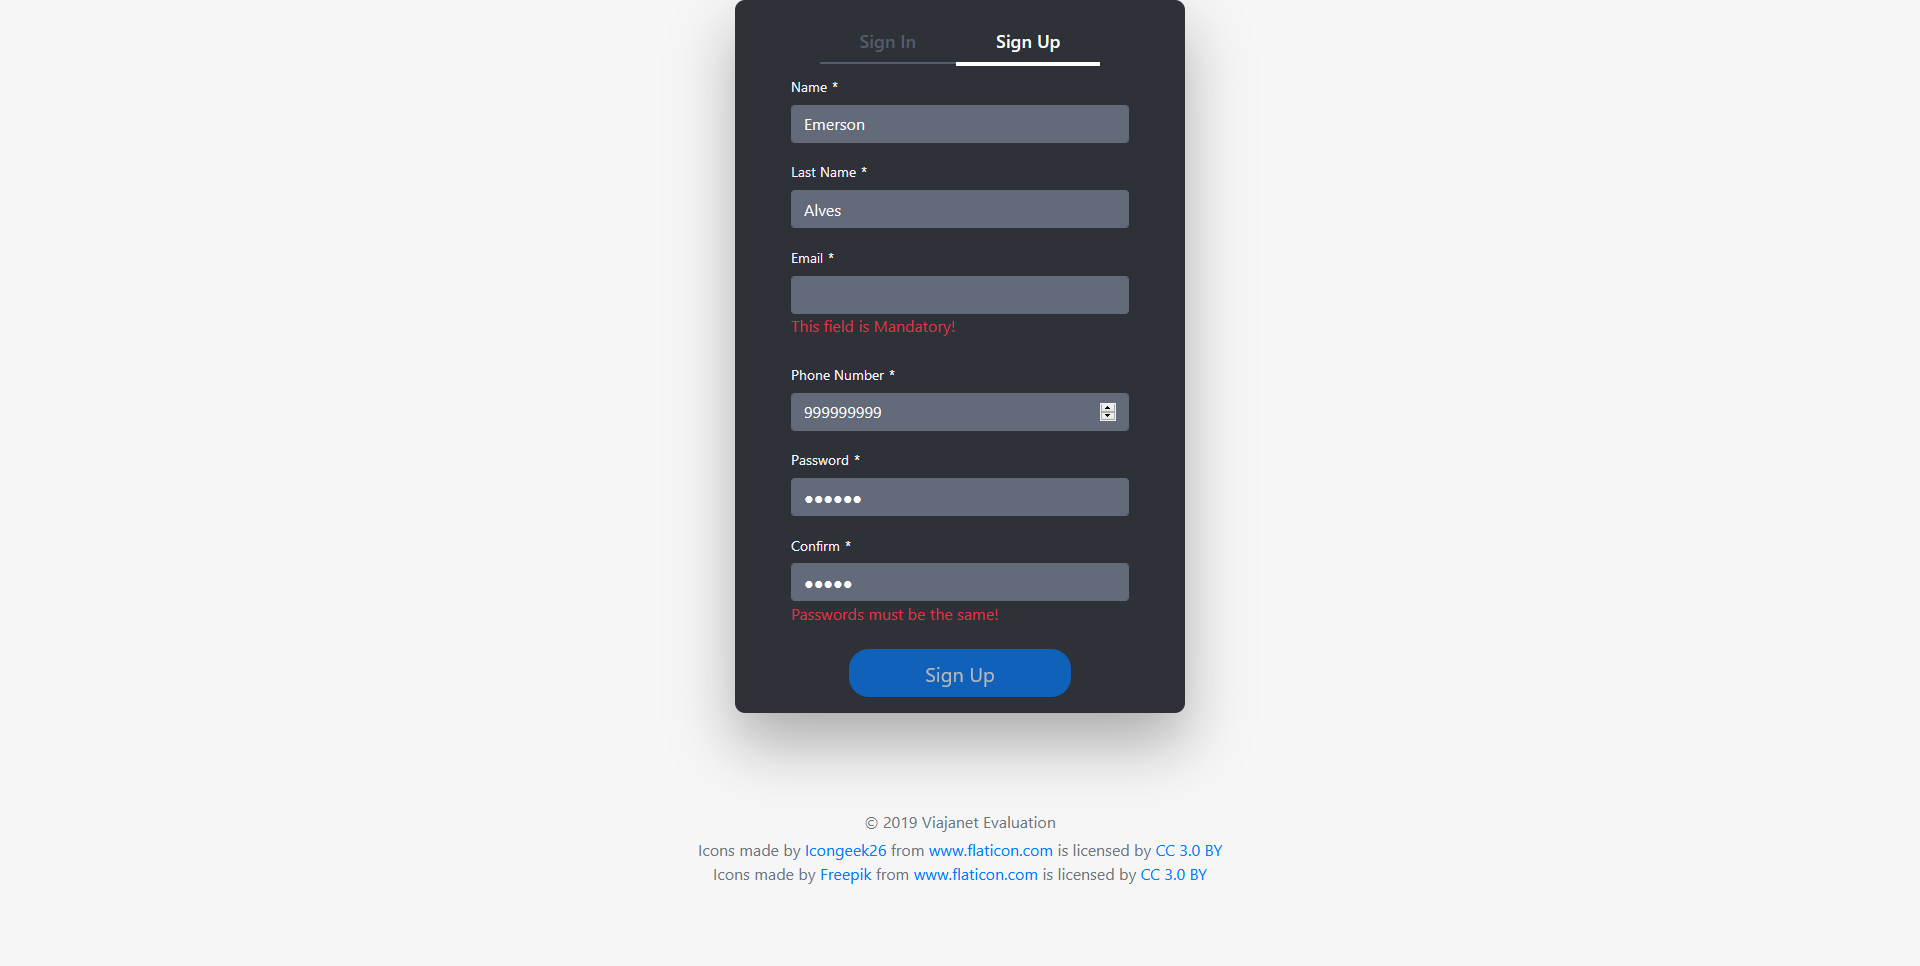 Sign In Sign Up
Name *
Emerson
Last Name *
Alves
Email *
This field is Mandatory!
Phone Number *
999999999
Password *
●●●●●●
Confirm *
●●●●●
Passwords must be the same!
Sign Up
© 2019 Viajanet Evaluation
Icons made by Icongeek26 from www.flaticon.com is licensed by CC 3.0 BY
Icons made by Freepik from www.flaticon.com is licensed by CC 3.0 BY